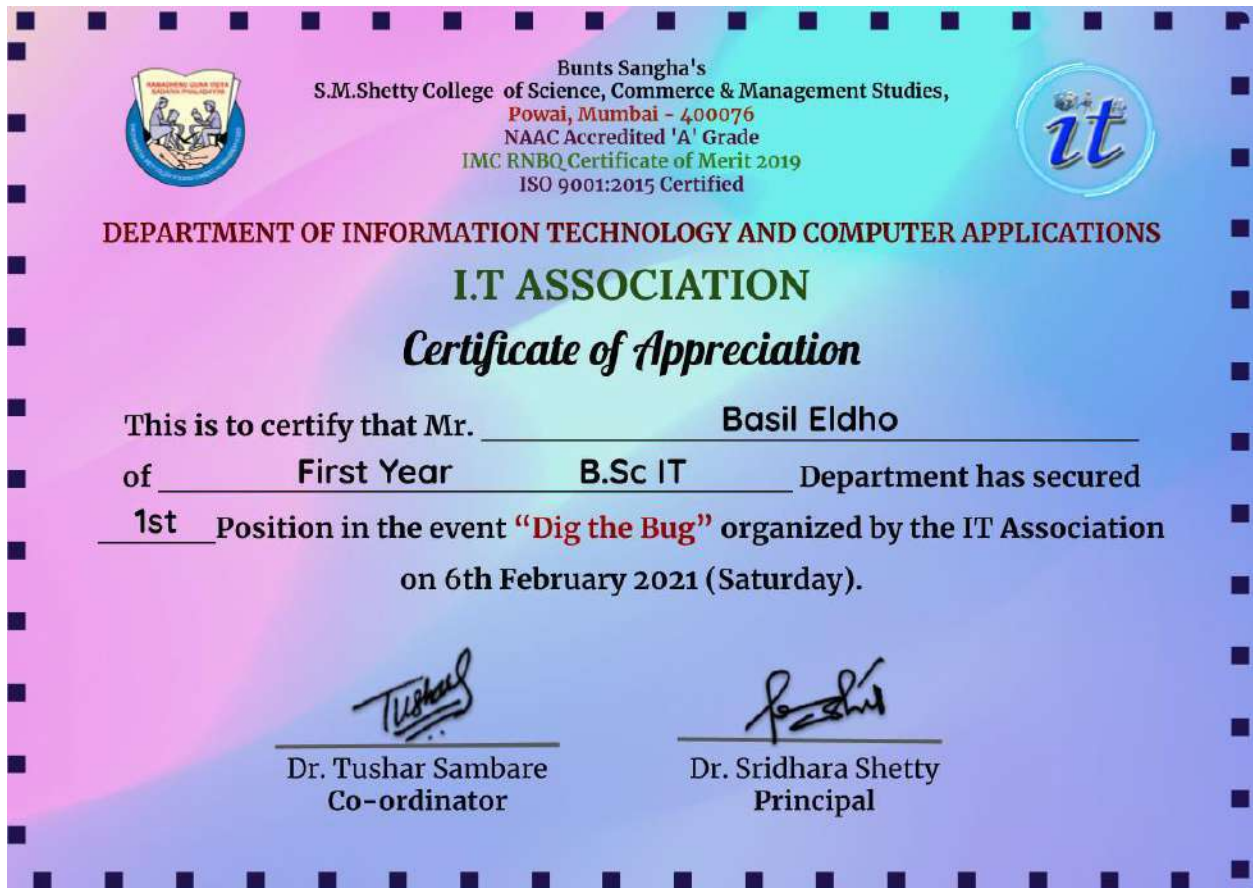 Bunts Sangha's
S.M.Shetty College of Science, Commerce & Management Studies,
Powai, Mumbai - 400076
NAAC Accredited 'A' Grade
IMC RNBQ Certificate of Merit 2019
ISO 9001:2015 Certified
it
DEPARTMENT OF INFORMATION TECHNOLOGY AND COMPUTER APPLICATIONS
I.T ASSOCIATION
Certificate of Appreciation
This is to certify that Mr. Basil Eldho
of First Year B.Sc IT Department has secured
1st Position in the event “Dig the Bug” organized by the IT Association
on 6th February 2021 (Saturday).
Tushar
Dr. Tushar Sambare Dr. Sridhara Shetty
Co-ordinator Principal